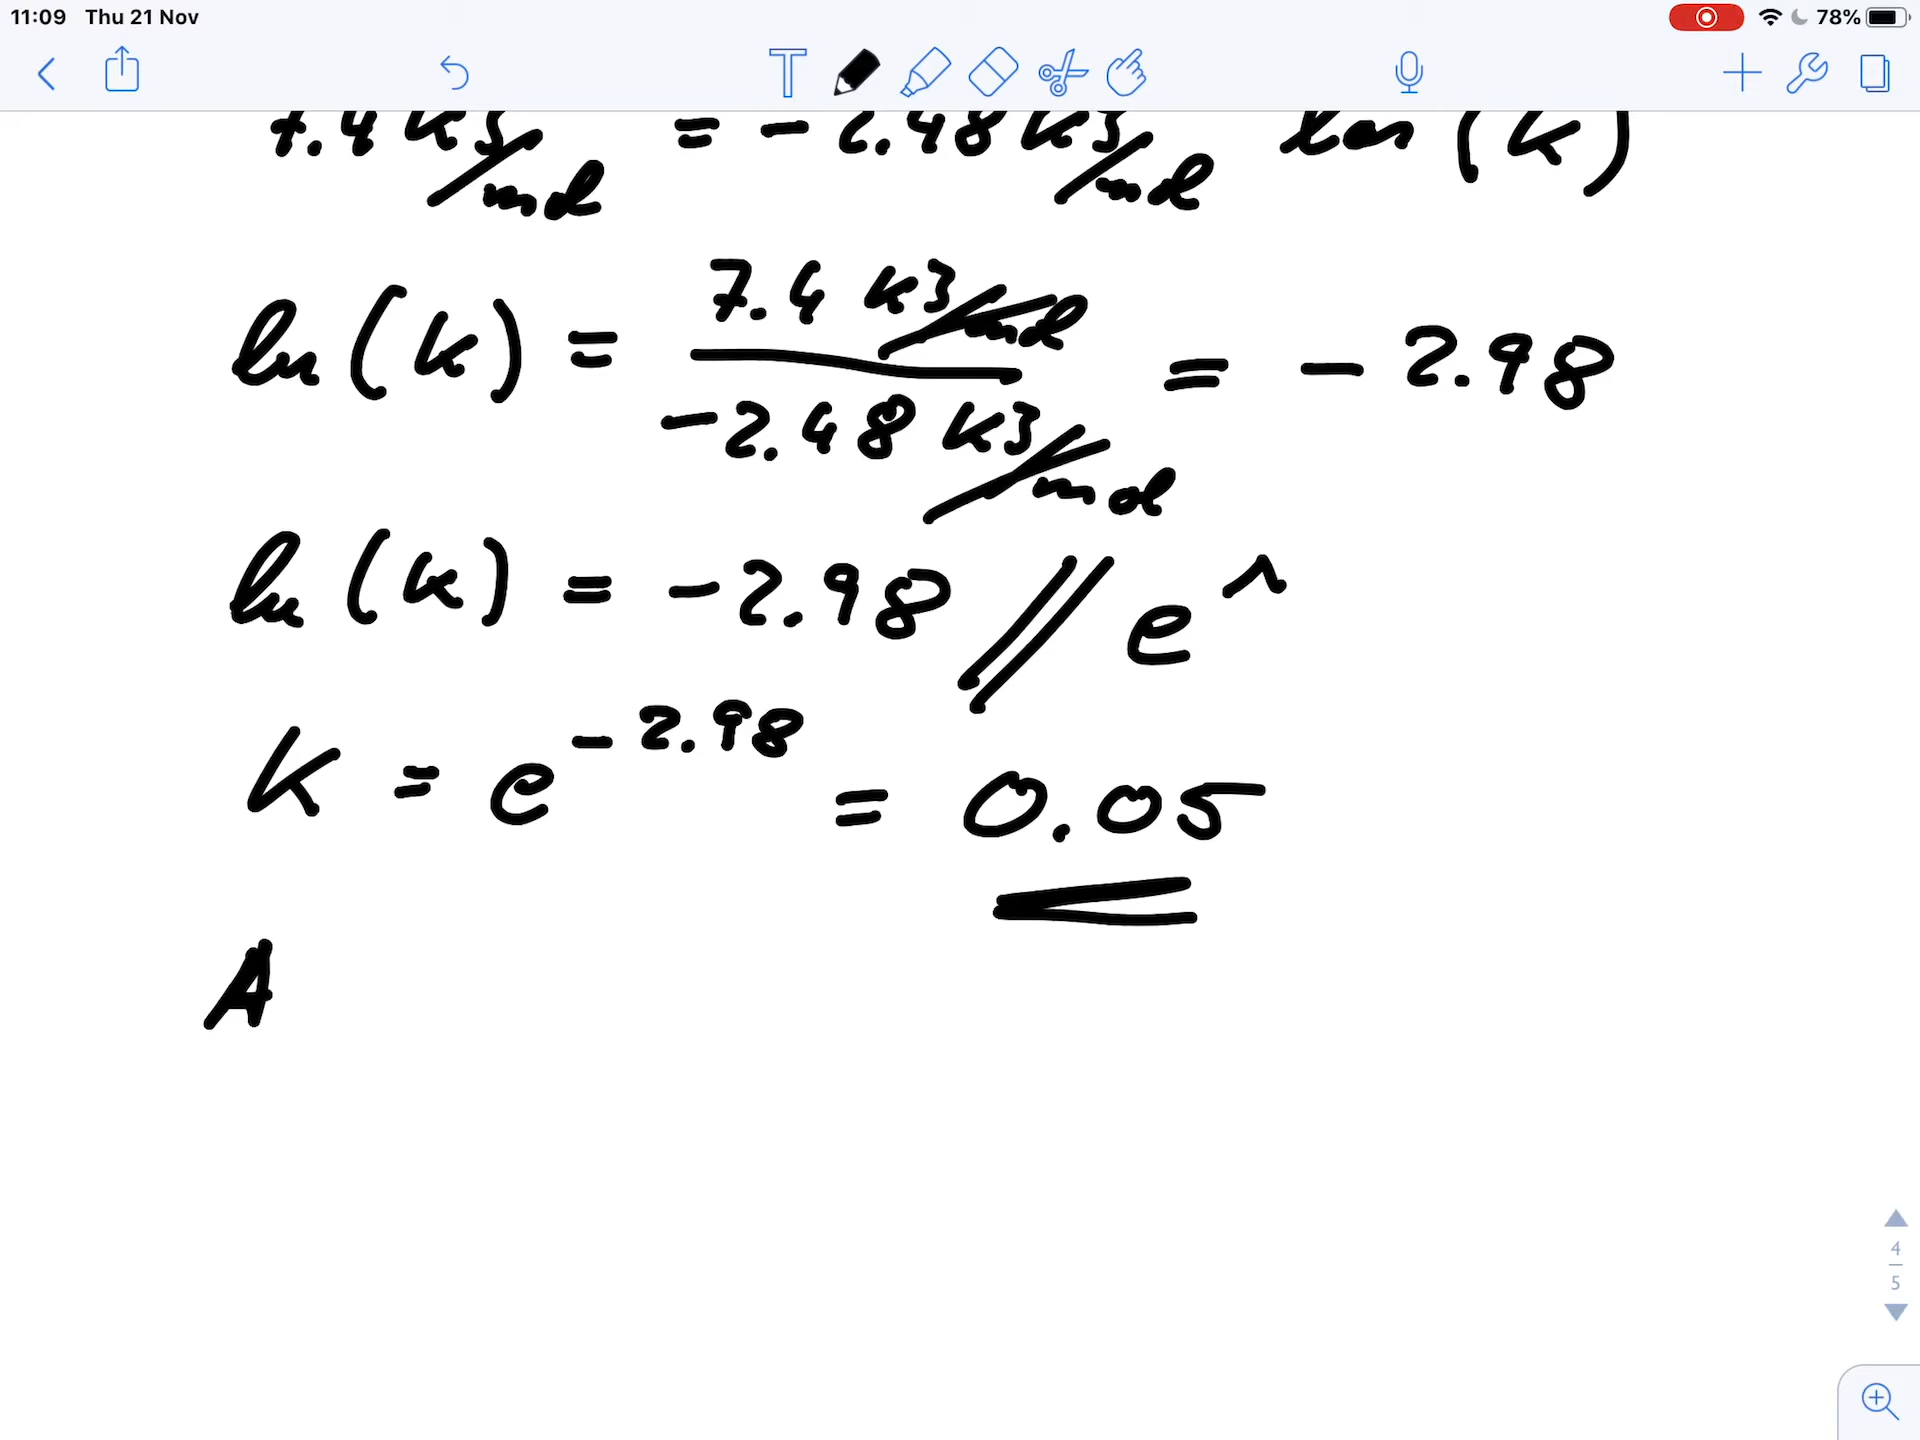 11:09 Thu 21 Nov 78%
T
7.4 KJ/mol = -2.48 KJ/mol ln (K)
ln (K) = 7.4 KJ/mol / -2.48 KJ/mol = -2.98
ln (K) = -2.98 // e^
K = e^-2.98 = 0.05
A
4
5